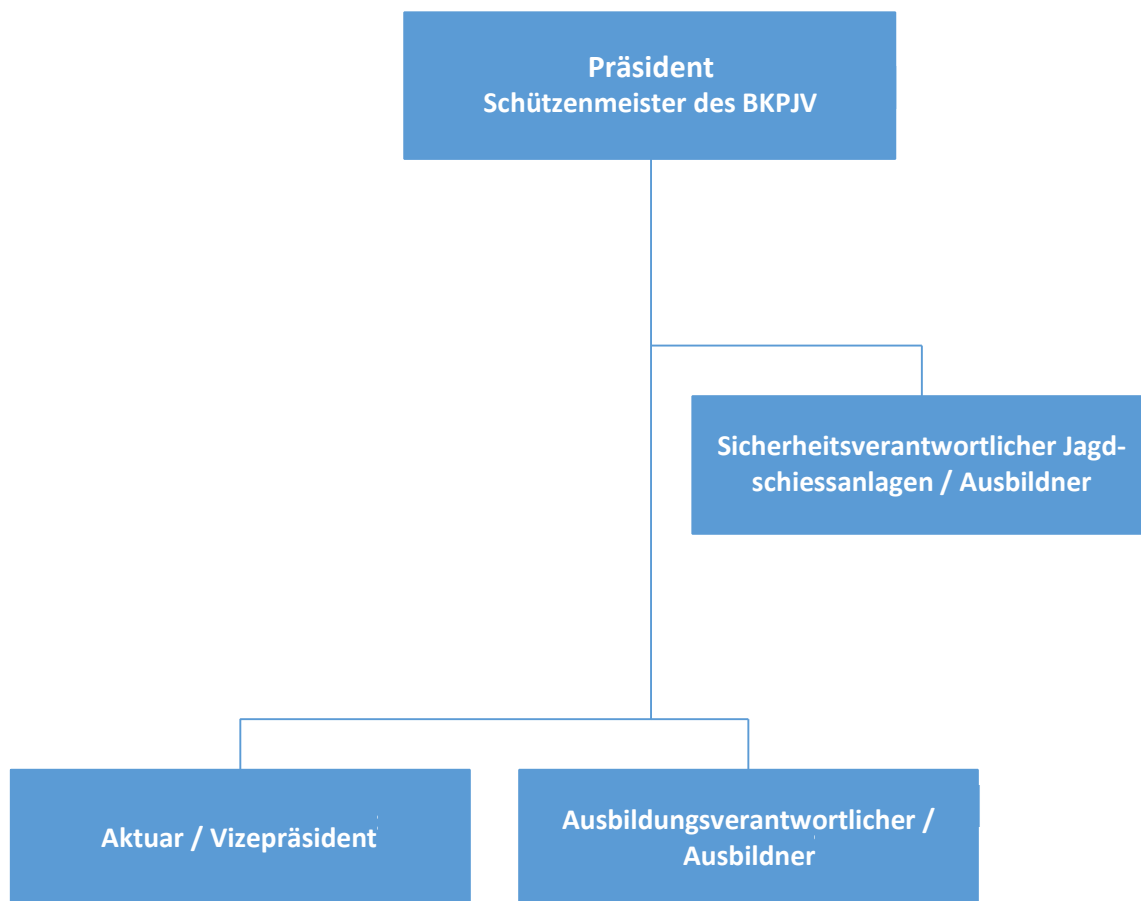 Präsident
Schützenmeister des BKPJV
Sicherheitsverantwortlicher Jagd-
schiessanlagen / Ausbildner
Aktuar / Vizepräsident
Ausbildungsverantwortlicher /
Ausbildner